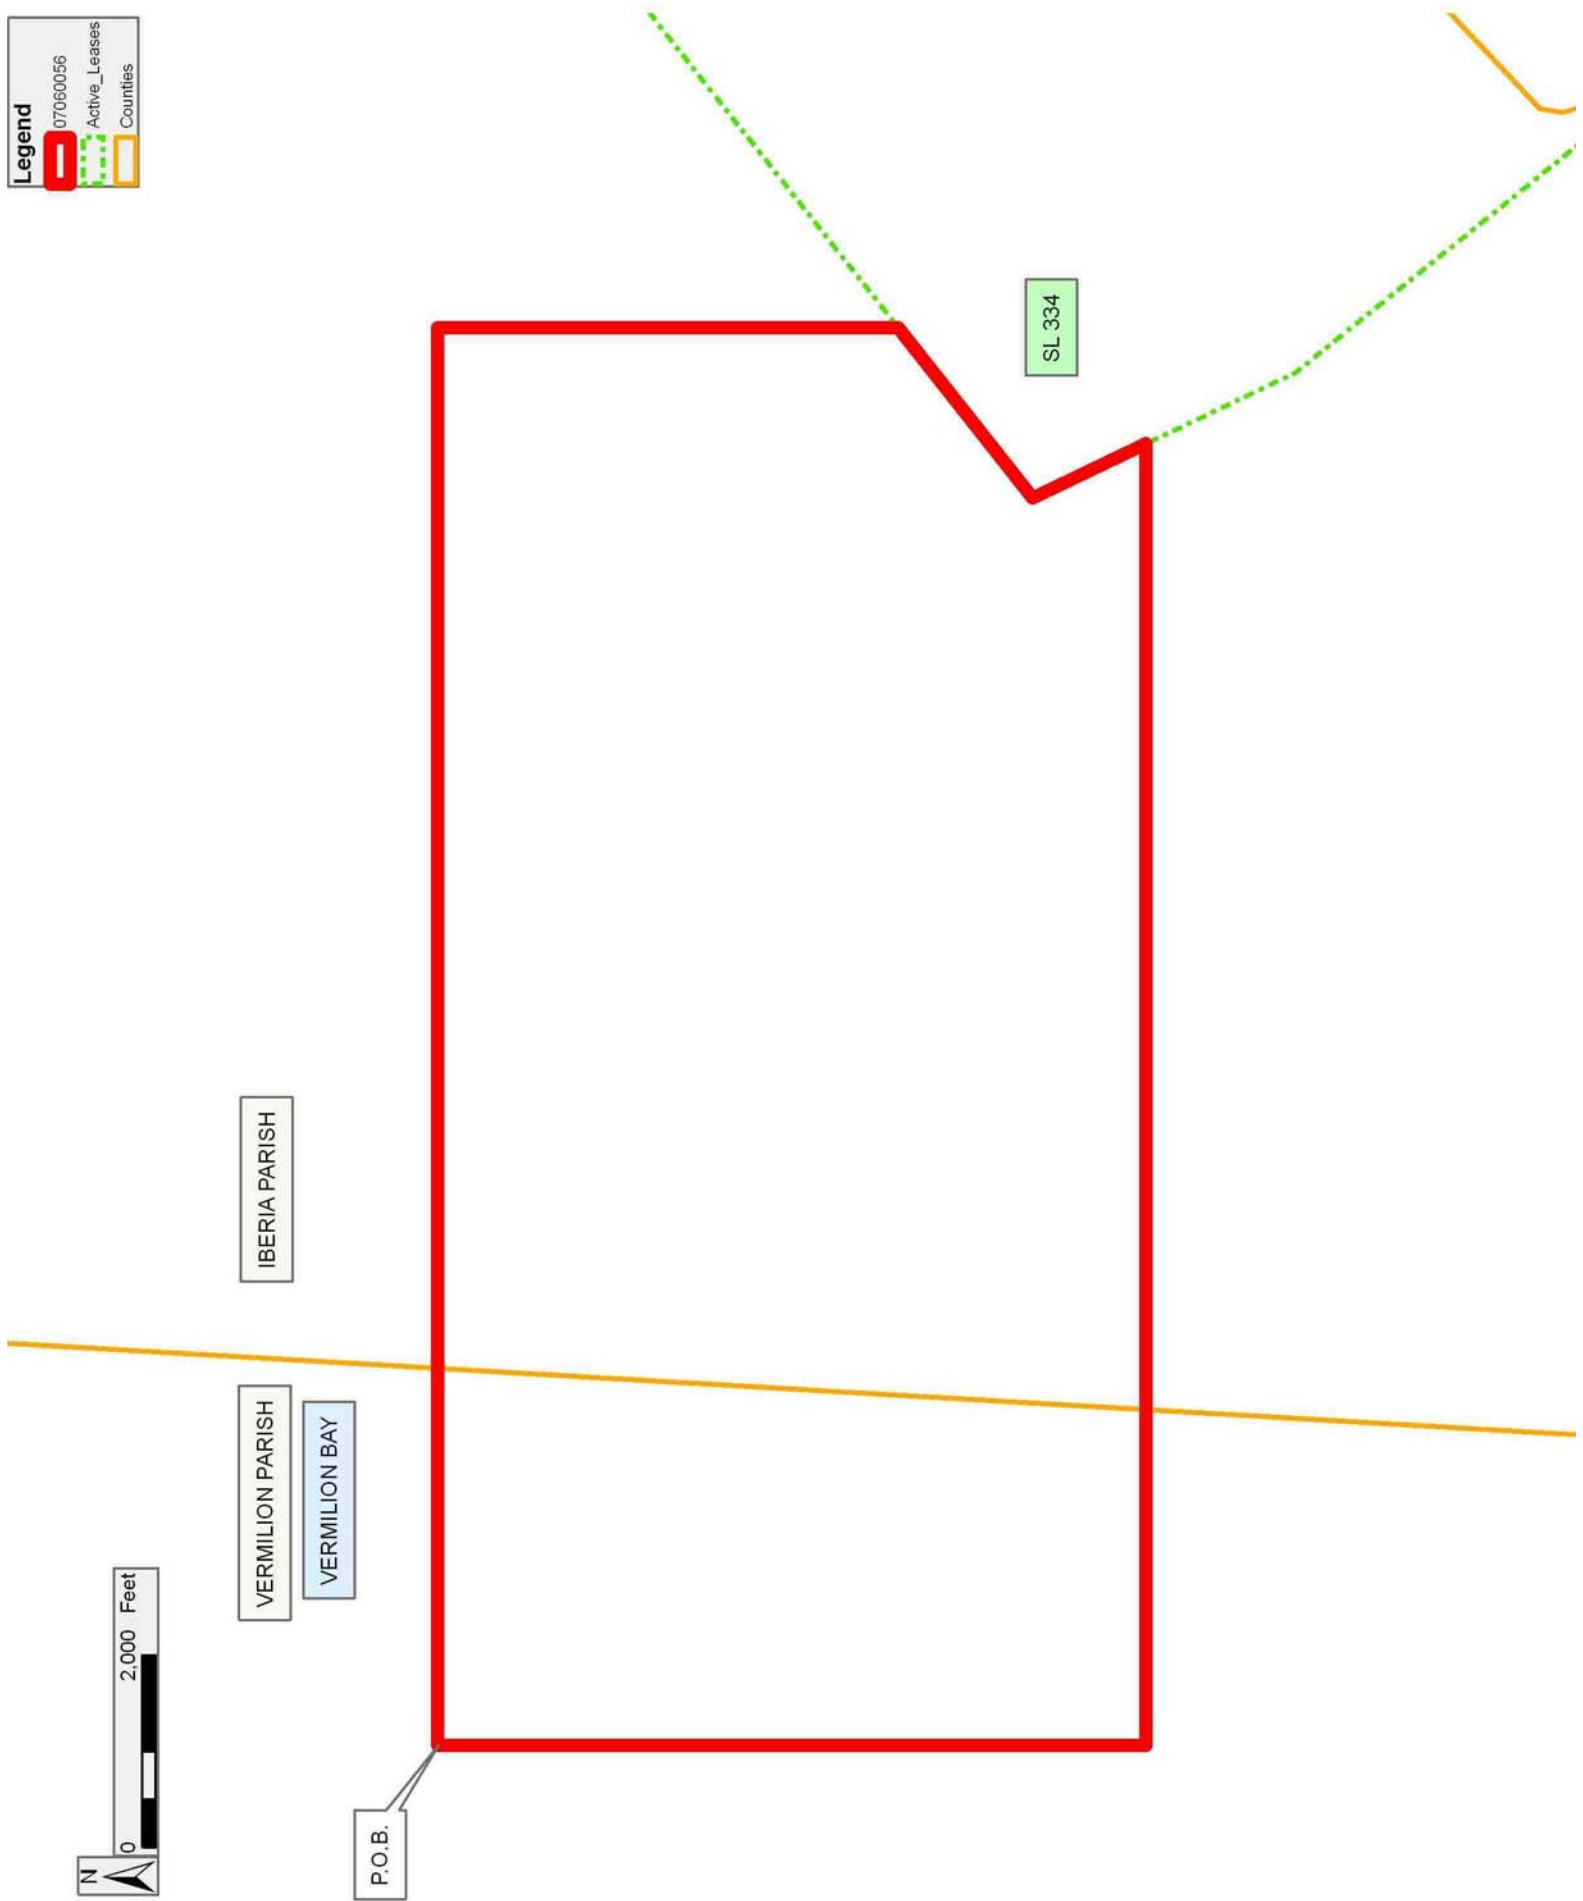 N
0 2,000 Feet
Legend
07060056
Active_Leases
Counties
VERMILION PARISH
IBERIA PARISH
VERMILION BAY
P.O.B.
SL 334